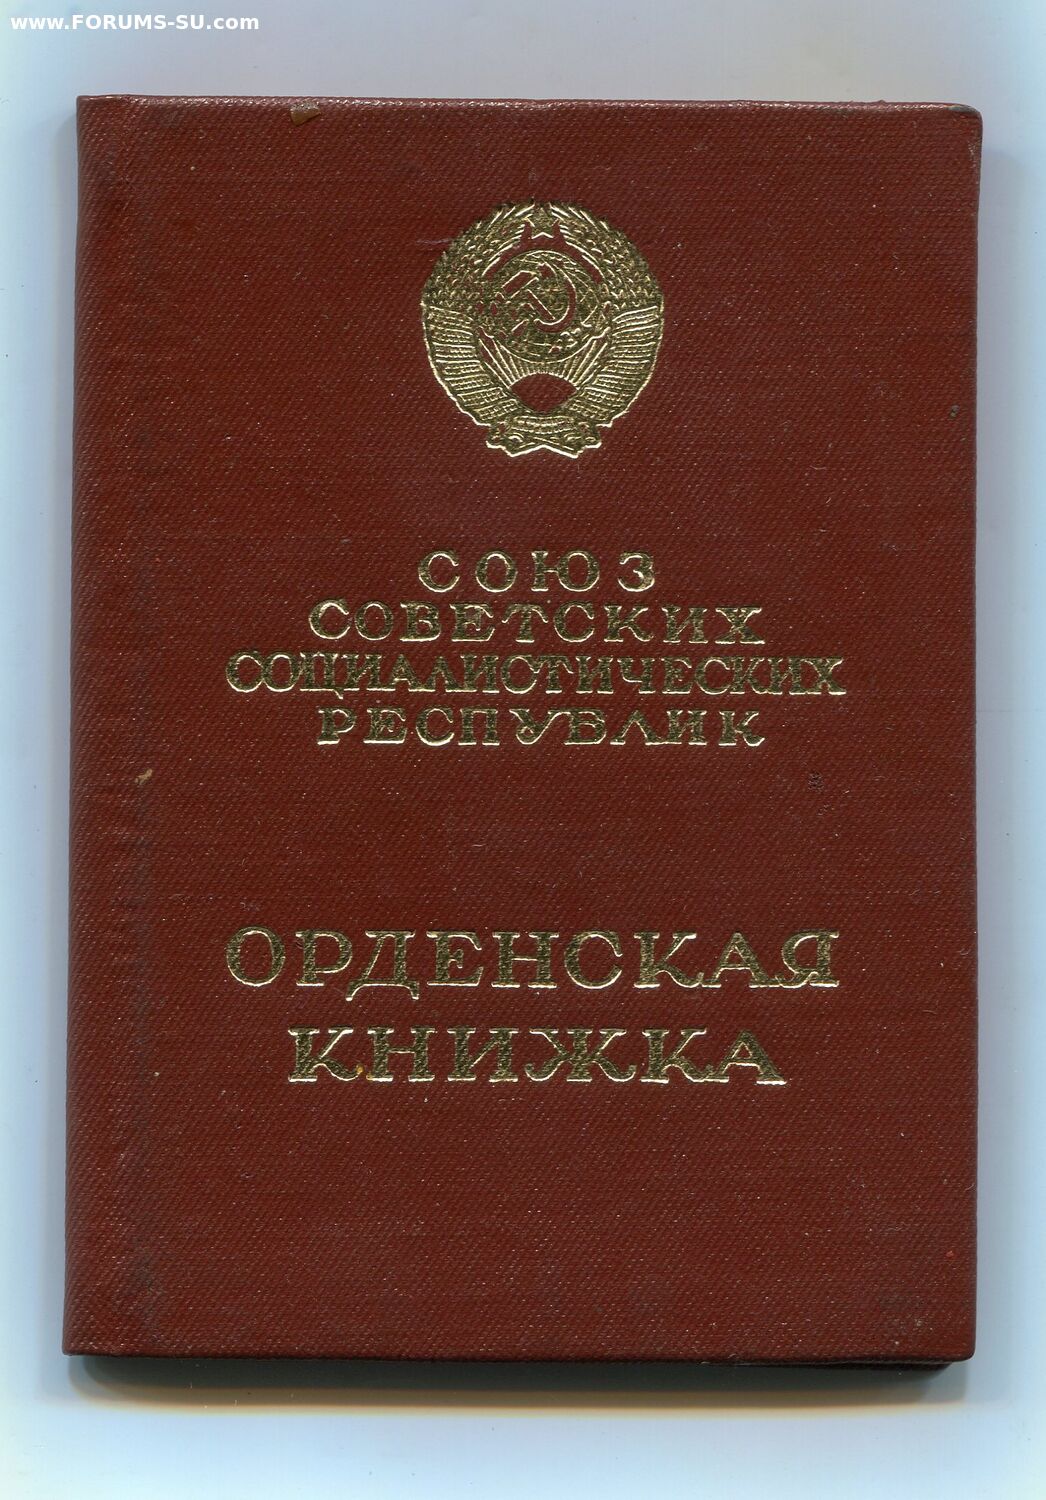 www.FORUMS-SU.com
СОЮЗ
СОВЕТСКИХ
СОЦИАЛИСТИЧЕСКИХ
РЕСПУБЛИК
ОРДЕНСКАЯ
КНИЖКА